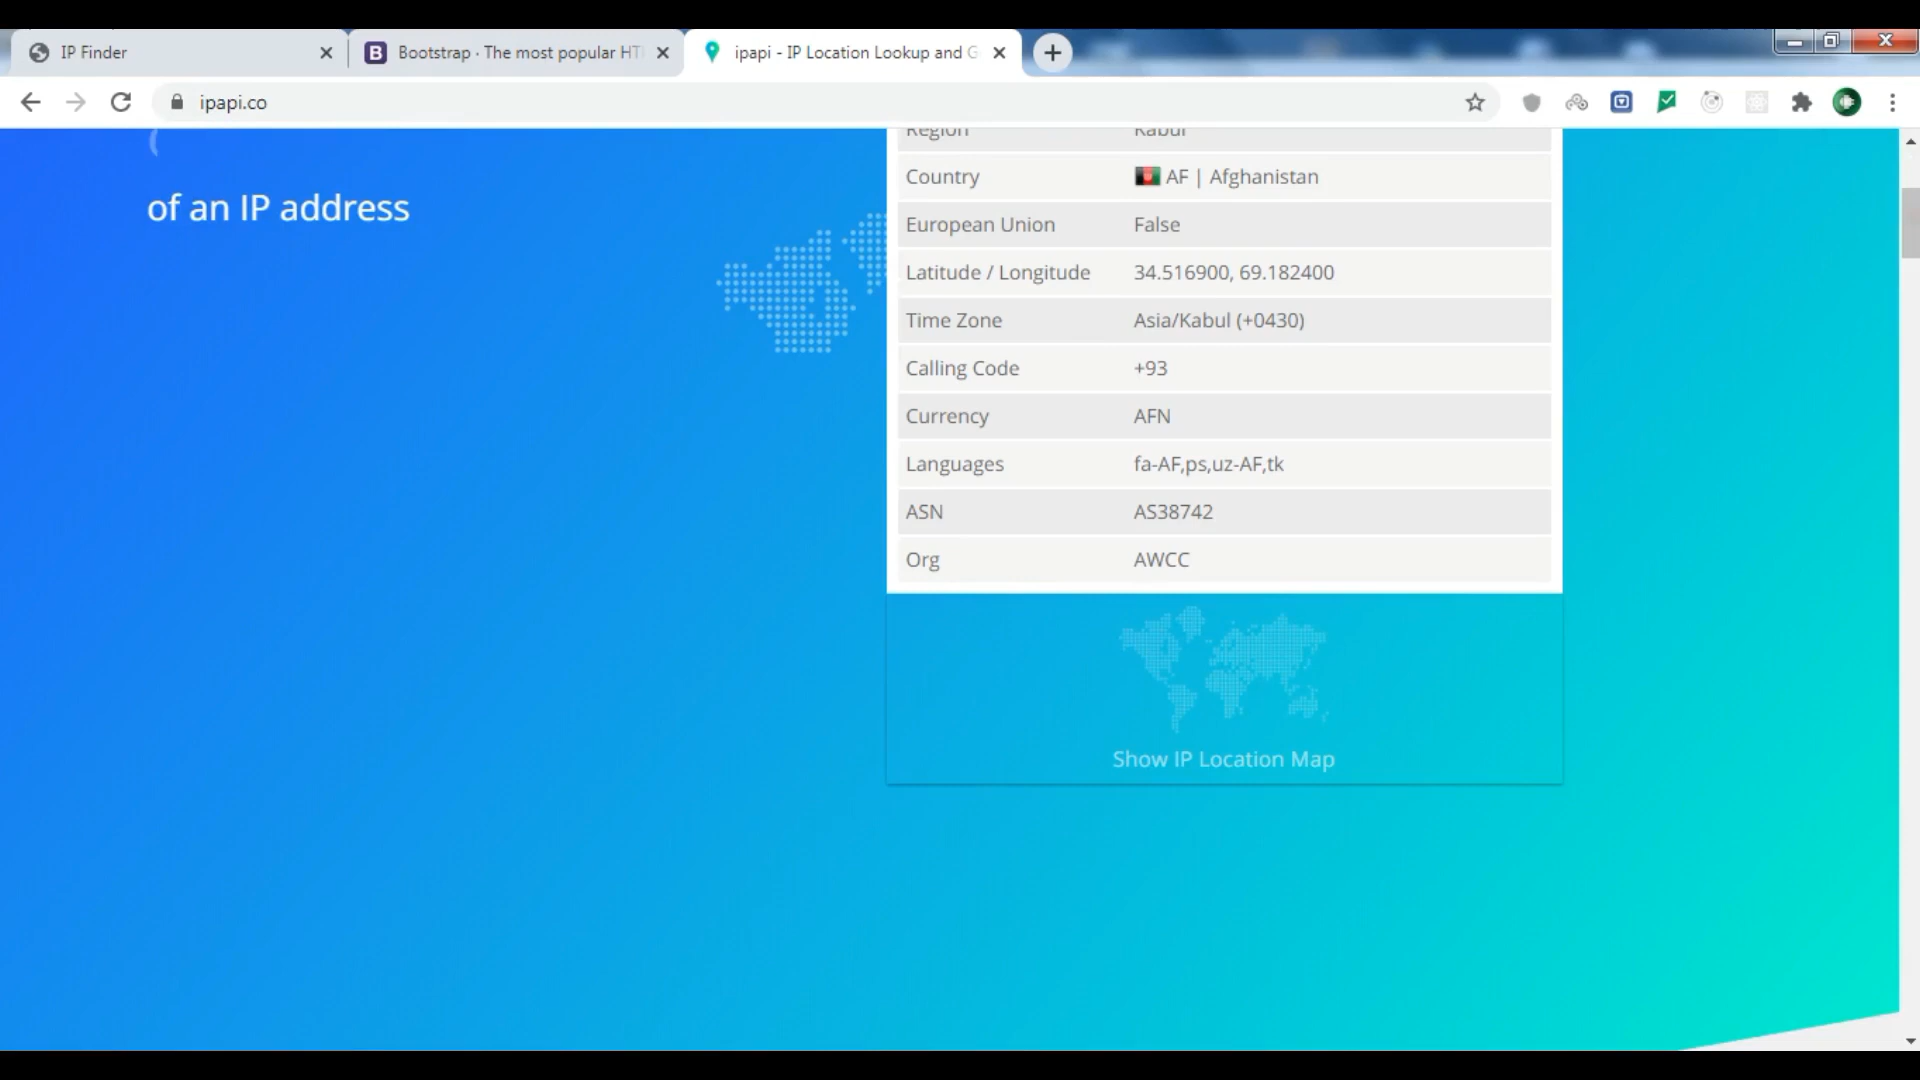 IP Finder
Bootstrap · The most popular HT
ipapi - IP Location Lookup and G
ipapi.co
of an IP address
Region Kabul
Country AF | Afghanistan
European Union False
Latitude / Longitude 34.516900, 69.182400
Time Zone Asia/Kabul (+0430)
Calling Code +93
Currency AFN
Languages fa-AF,ps,uz-AF,tk
ASN AS38742
Org AWCC
Show IP Location Map